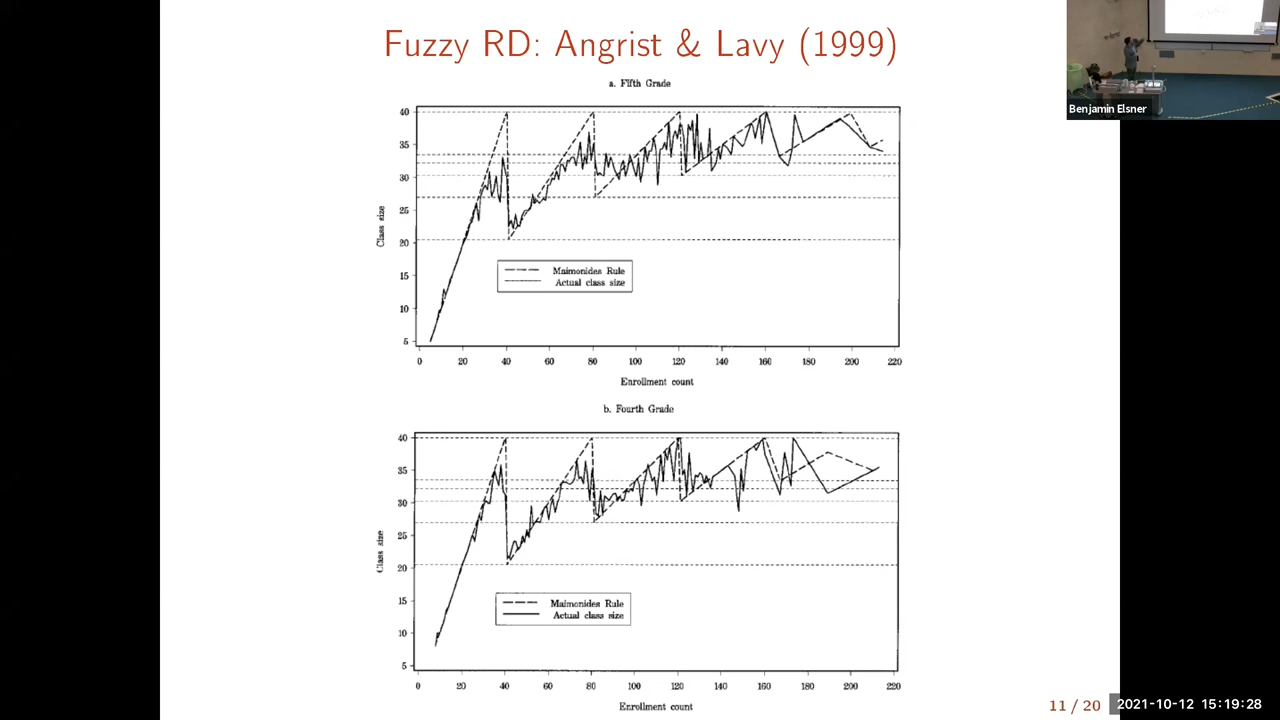 Fuzzy RD: Angrist & Lavy (1999)
Benjamin Elsner
a. Fifth Grade
40
35
30
25
20
15
10
5
Class size
Maimonides Rule
Actual class size
0 20 40 60 80 100 120 140 160 180 200 220
Enrollment count
b. Fourth Grade
40
35
30
25
20
15
10
5
Class size
Maimonides Rule
Actual class size
0 20 40 60 80 100 120 140 160 180 200 220
Enrollment count
11 / 20
2021-10-12 15:19:28